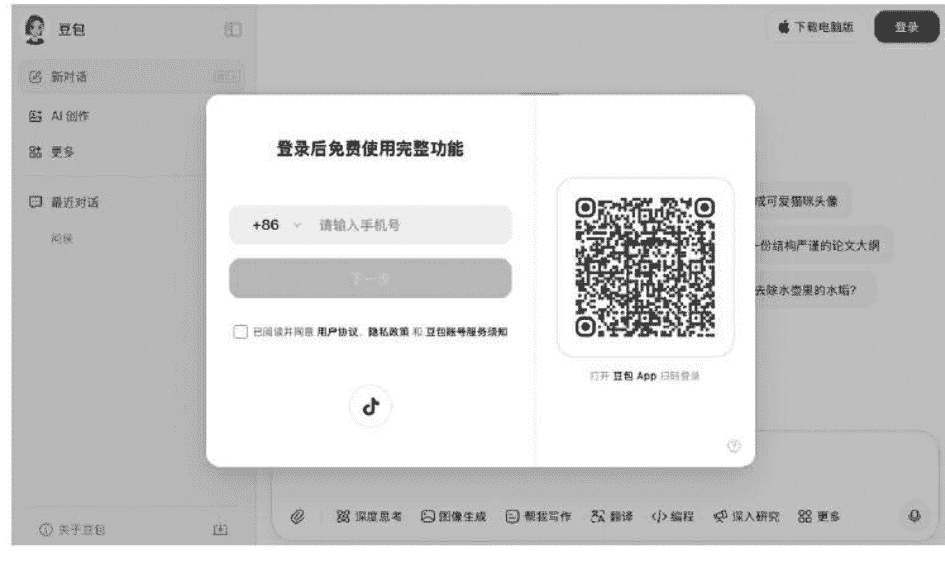 豆包
下载电脑版
登录
新对话
AI 创作
更多
最近对话
问候
登录后免费使用完整功能
+86
请输入手机号
下一步
已阅读并同意 用户协议、隐私政策 和 豆包账号服务须知
打开 豆包 App 扫码登录
成可爱猫咪头像
一份结构严谨的论文大纲
去除水壶里的水垢?
深度思考
图像生成
帮我写作
翻译
编程
深入研究
更多
关于豆包